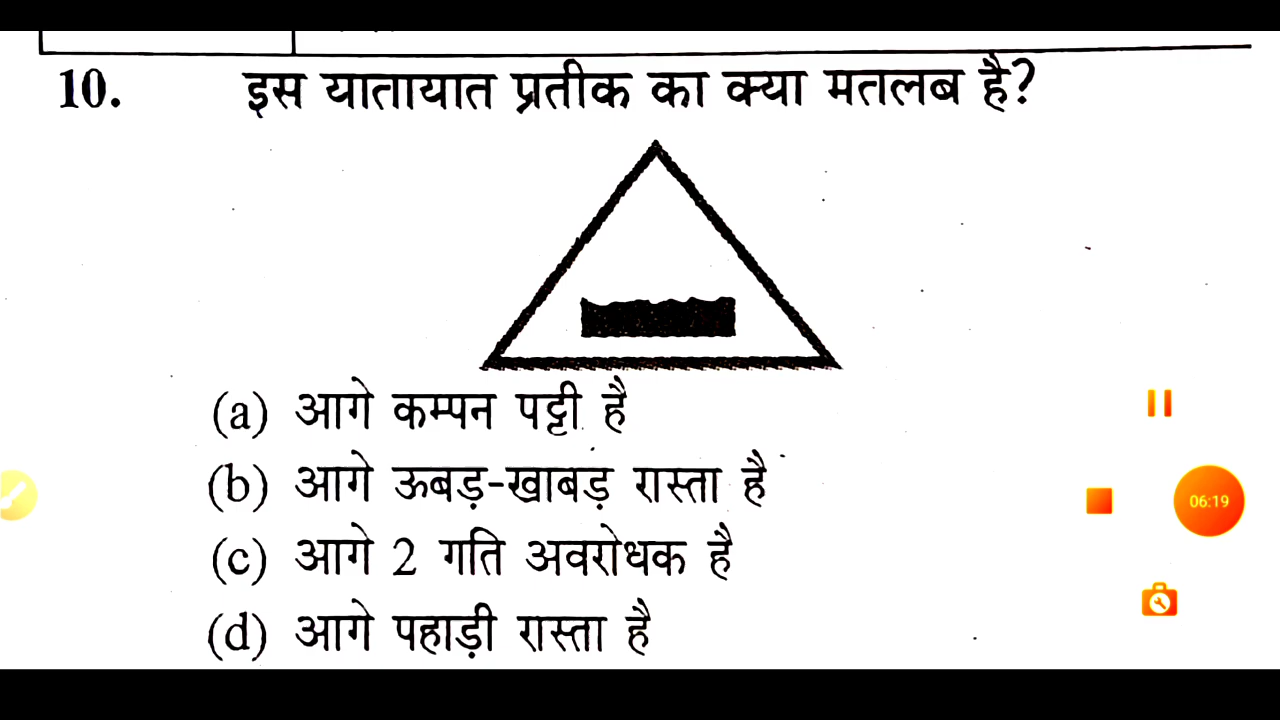 10. इस यातायात प्रतीक का क्या मतलब है?
(a) आगे कम्पन पट्टी है
(b) आगे ऊबड़-खाबड़ रास्ता है
(c) आगे 2 गति अवरोधक है
(d) आगे पहाड़ी रास्ता है
06:19